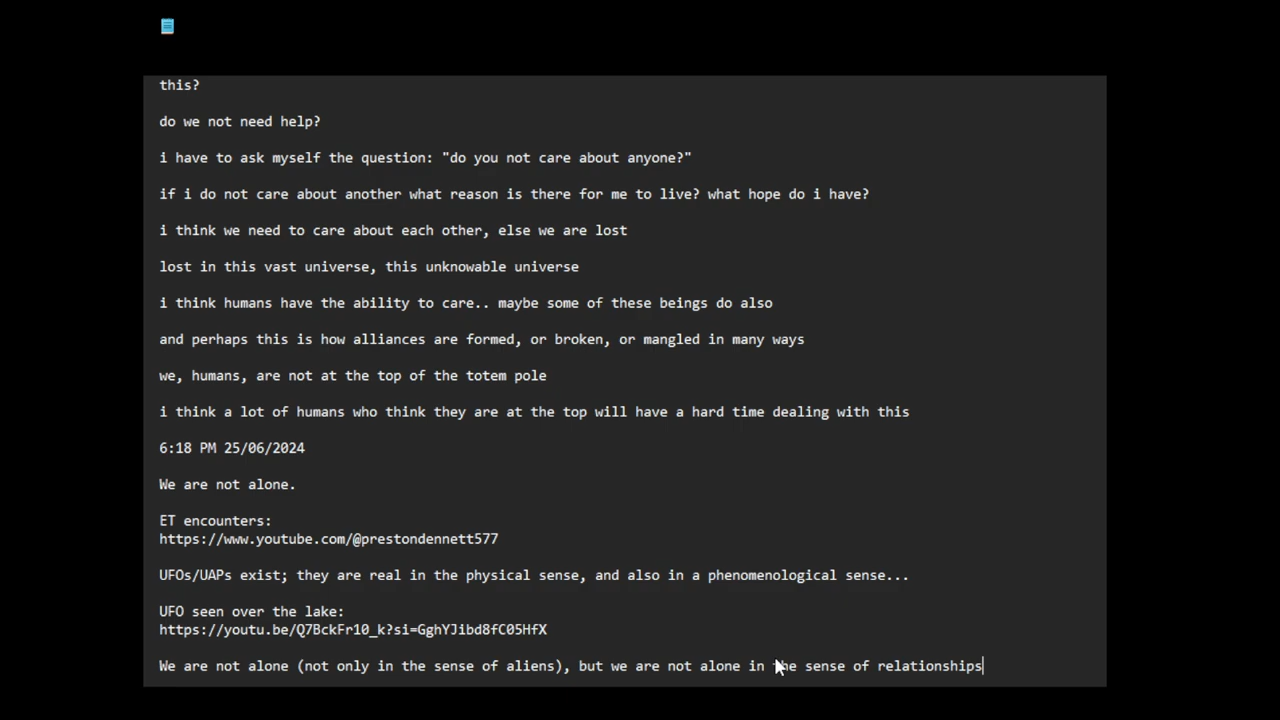 this?
do we not need help?
i have to ask myself the question: "do you not care about anyone?"
if i do not care about another what reason is there for me to live? what hope do i have?
i think we need to care about each other, else we are lost
lost in this vast universe, this unknowable universe
i think humans have the ability to care.. maybe some of these beings do also
and perhaps this is how alliances are formed, or broken, or mangled in many ways
we, humans, are not at the top of the totem pole
i think a lot of humans who think they are at the top will have a hard time dealing with this
6:18 PM 25/06/2024
We are not alone.
ET encounters:
https://www.youtube.com/@prestondennett577
UFOs/UAPs exist; they are real in the physical sense, and also in a phenomenological sense...
UFO seen over the lake:
https://youtu.be/Q7BckFr10_k?si=GghYJibd8fC05HfX
We are not alone (not only in the sense of aliens), but we are not alone in the sense of relationships